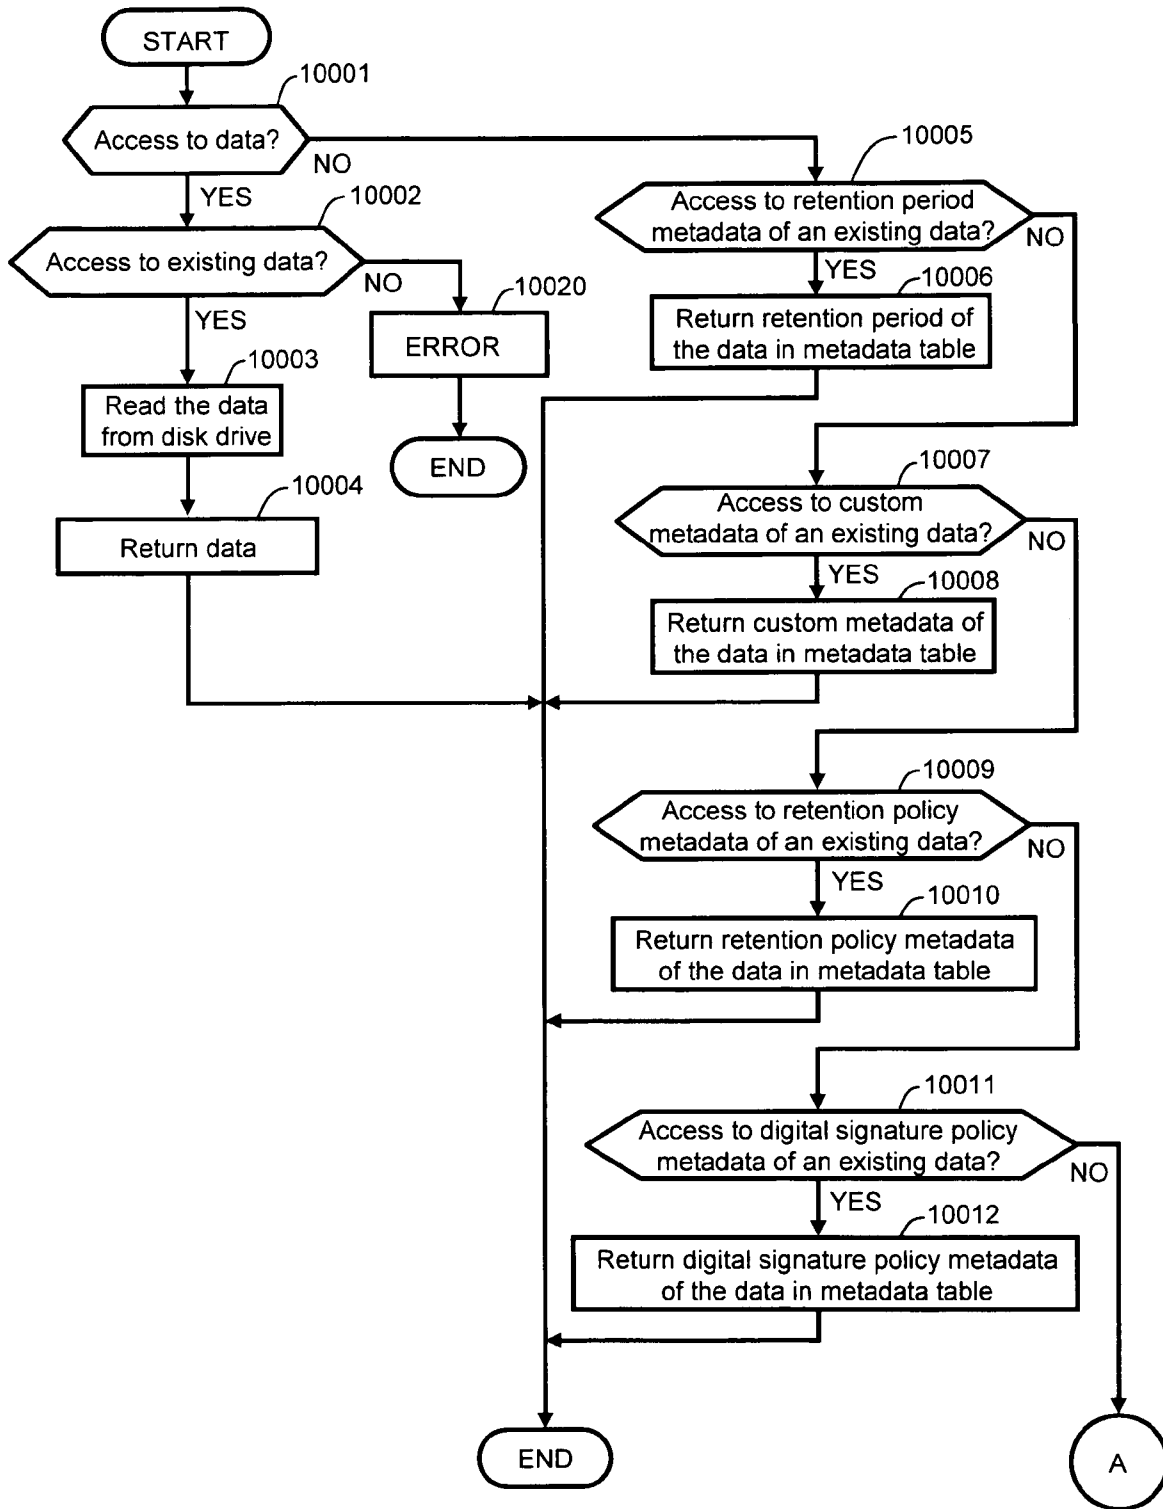 START
10001
Access to data?
NO
YES
10002
Access to existing data?
NO
YES
10020
ERROR
END
10003
Read the data
from disk drive
10004
Return data
10005
Access to retention period
metadata of an existing data?
NO
YES
10006
Return retention period of
the data in metadata table
10007
Access to custom
metadata of an existing data?
NO
YES
10008
Return custom metadata of
the data in metadata table
10009
Access to retention policy
metadata of an existing data?
NO
YES
10010
Return retention policy metadata
of the data in metadata table
10011
Access to digital signature policy
metadata of an existing data?
NO
YES
10012
Return digital signature policy metadata
of the data in metadata table
END
A